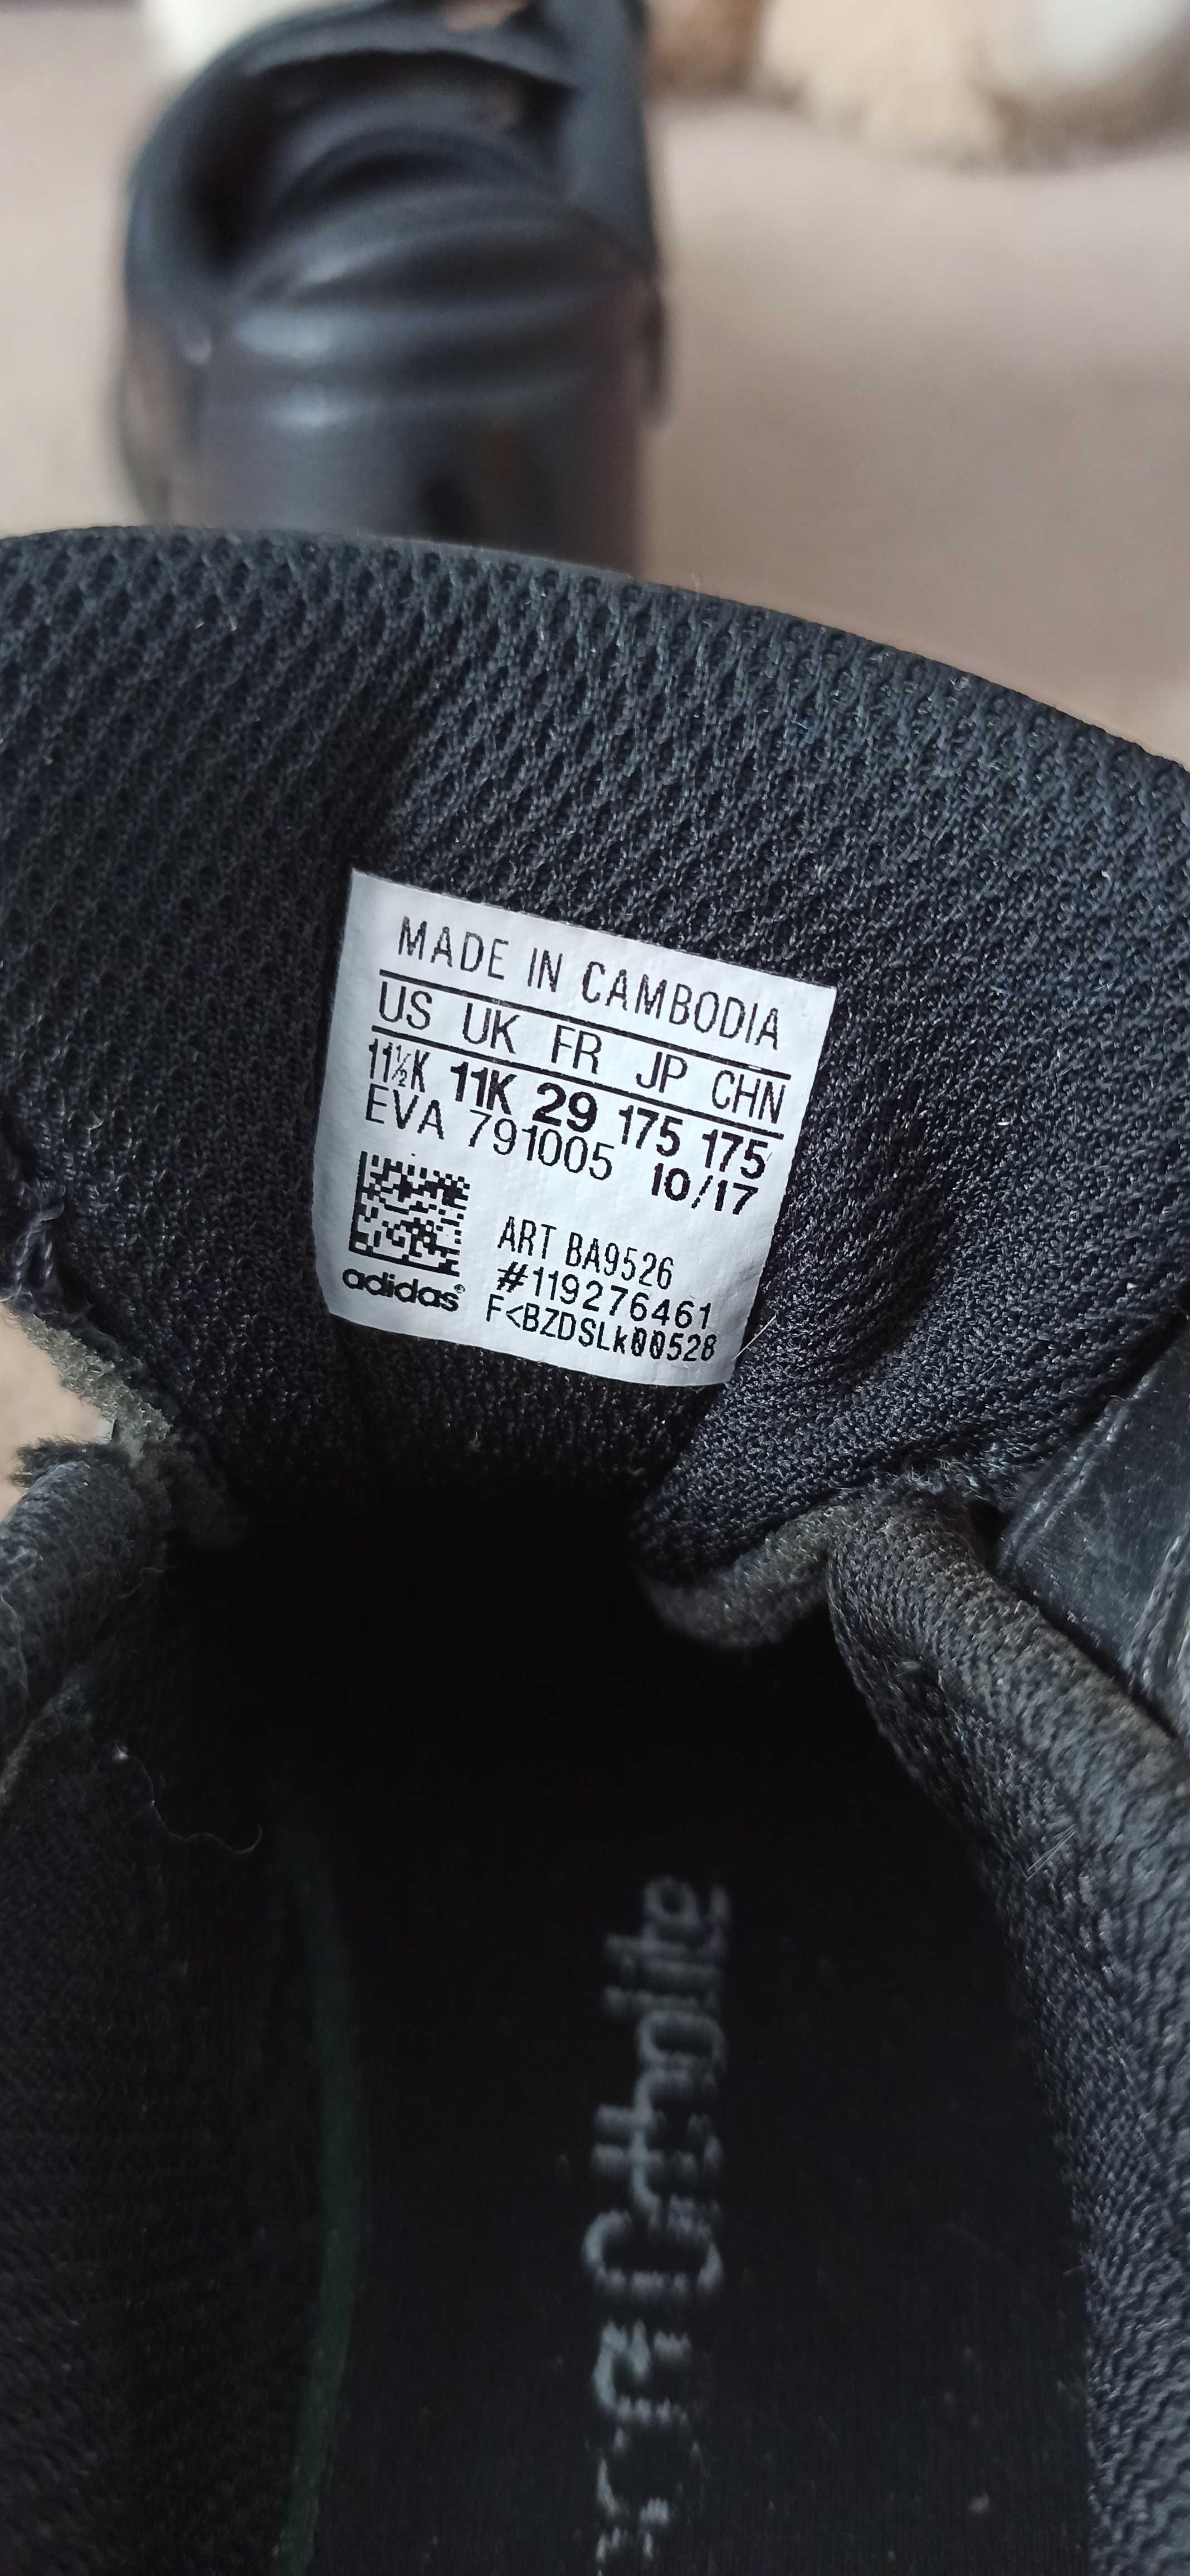 MADE IN CAMBODIA
US UK FR JP CHN
11½K 11K 29 175 175
EVA 791005 10/17
ART BA9526
#119276461
adidas®
F<BZDSLk00528
Ortholite